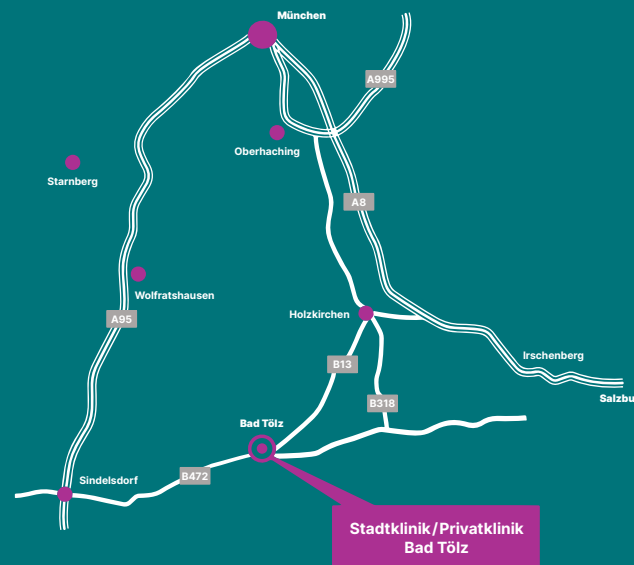 München
A995
Oberhaching
Starnberg
A8
Wolfratshausen
Holzkirchen
A95
Irschenberg
B13
Salzbu
B318
Bad Tölz
B472
Sindelsdorf
Stadtklinik/Privatklinik
Bad Tölz